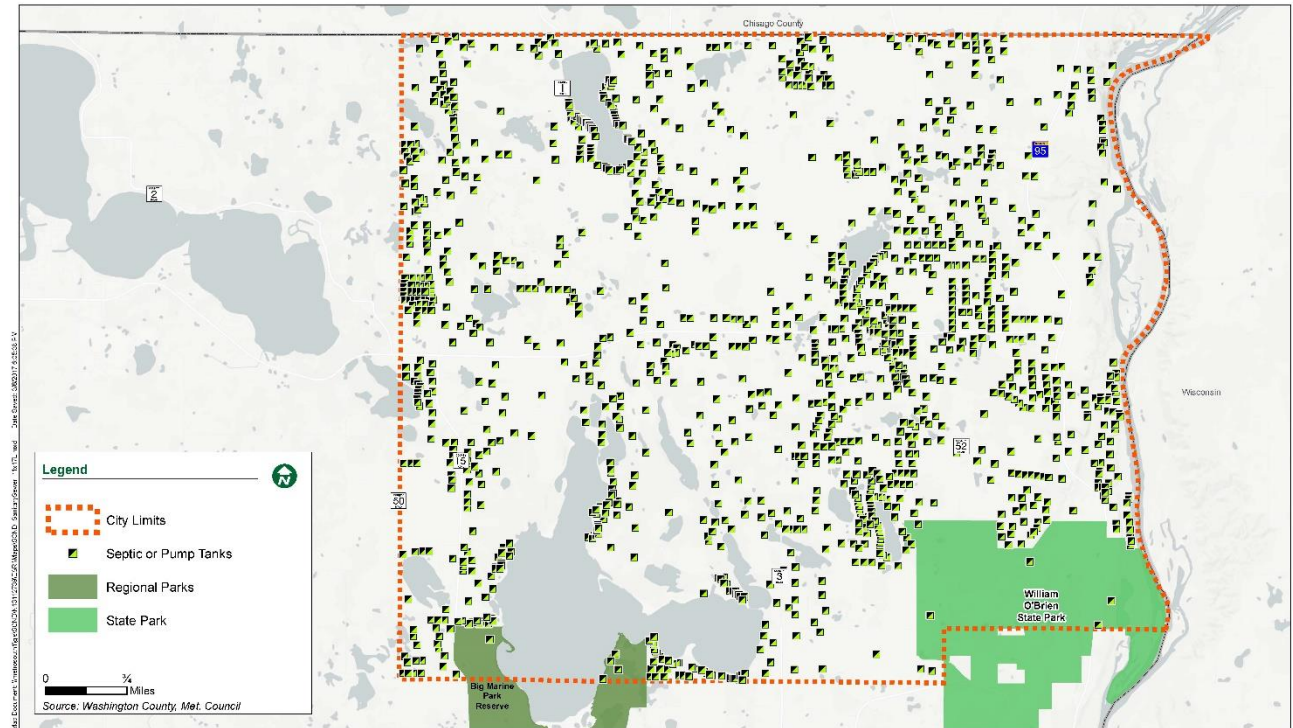 Chisago County
1
95
2
Wisconsin
52
15
50
3
William
O'Brien
State Park
Big Marine
Park
Reserve
Legend
N
City Limits
Septic or Pump Tanks
Regional Parks
State Park
0
¾
Miles
Source: Washington County, Met. Council